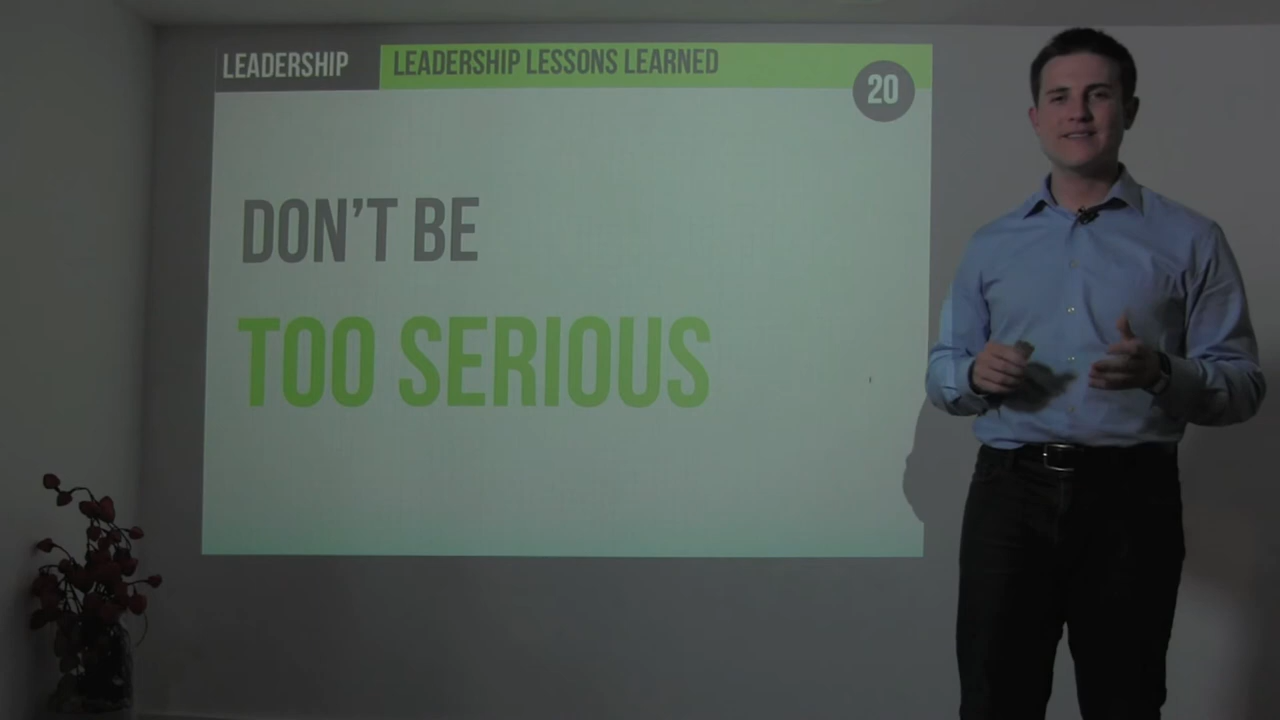 LEADERSHIP
LEADERSHIP LESSONS LEARNED
20
DON'T BE
TOO SERIOUS